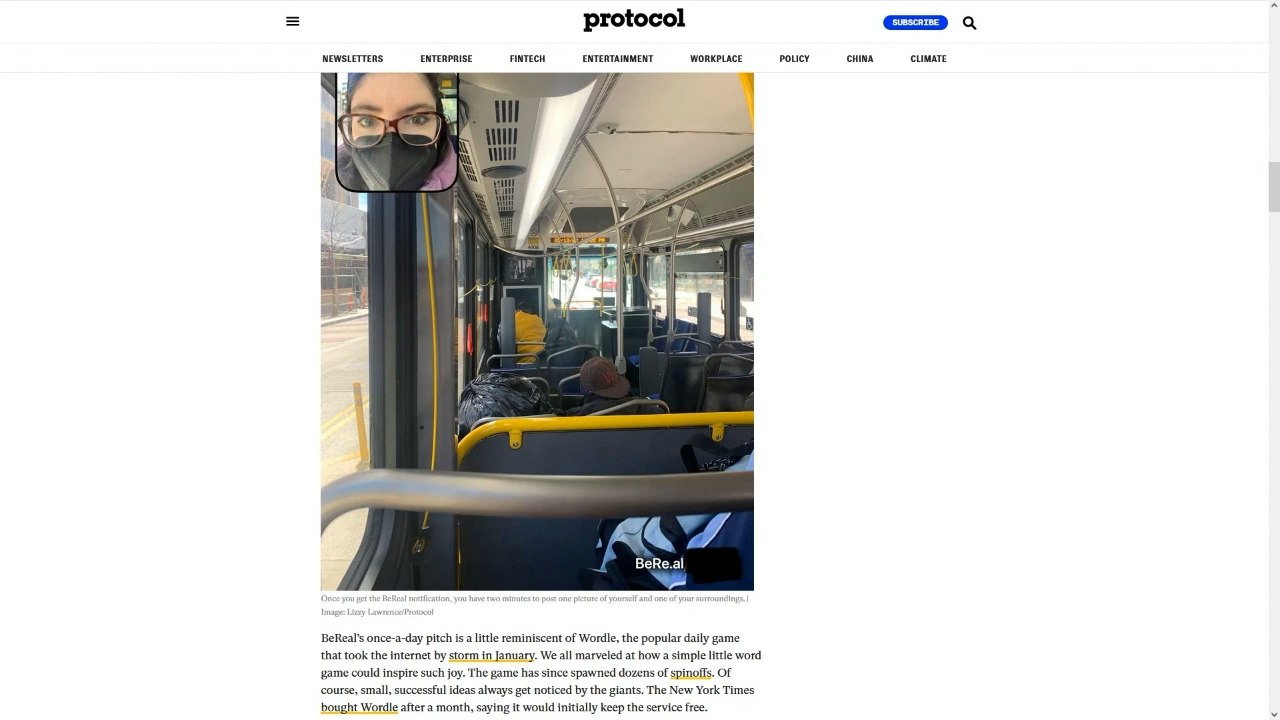 protocol
SUBSCRIBE
NEWSLETTERS ENTERPRISE FINTECH ENTERTAINMENT WORKPLACE POLICY CHINA CLIMATE
BeRe.al
Once you get the BeReal notification, you have two minutes to post one picture of yourself and one of your surroundings. |
Image: Lizzy Lawrence/Protocol
BeReal's once-a-day pitch is a little reminiscent of Wordle, the popular daily game
that took the internet by storm in January. We all marveled at how a simple little word
game could inspire such joy. The game has since spawned dozens of spinoffs. Of
course, small, successful ideas always get noticed by the giants. The New York Times
bought Wordle after a month, saying it would initially keep the service free.